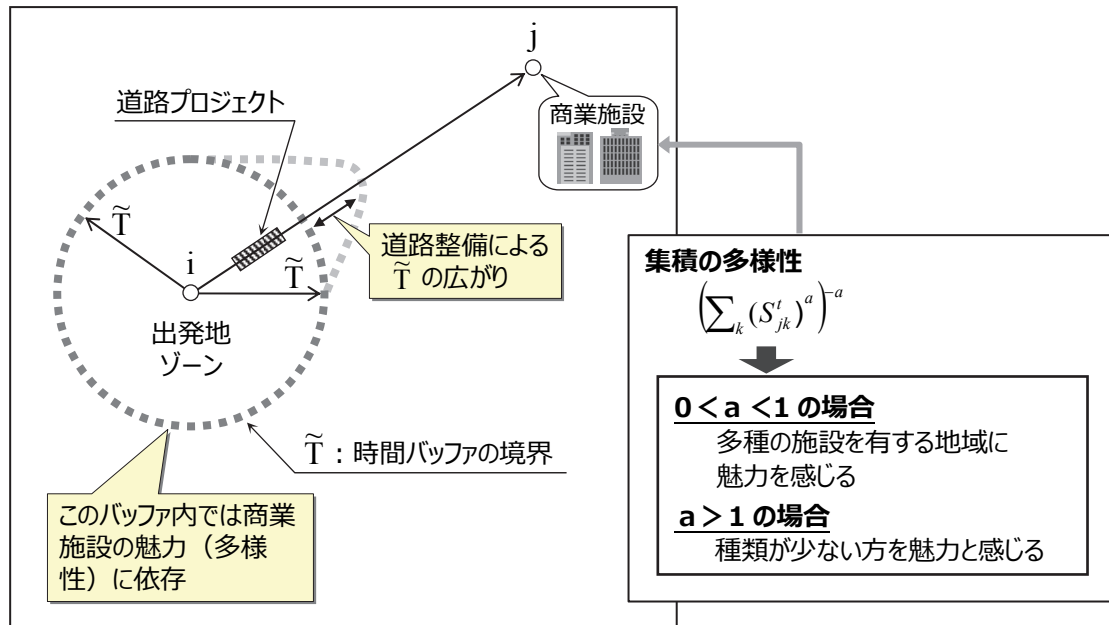 j
道路プロジェクト
商業施設
T̃
i
T̃
出発地
ゾーン
道路整備による
T̃ の広がり
T̃:時間バッファの境界
このバッファ内では商業
施設の魅力(多様
性)に依存
集積の多様性
(∑_k (S^t_{jk})^a)^{-a}
0<a<1の場合
多種の施設を有する地域に
魅力を感じる
a>1の場合
種類が少ない方を魅力と感じる